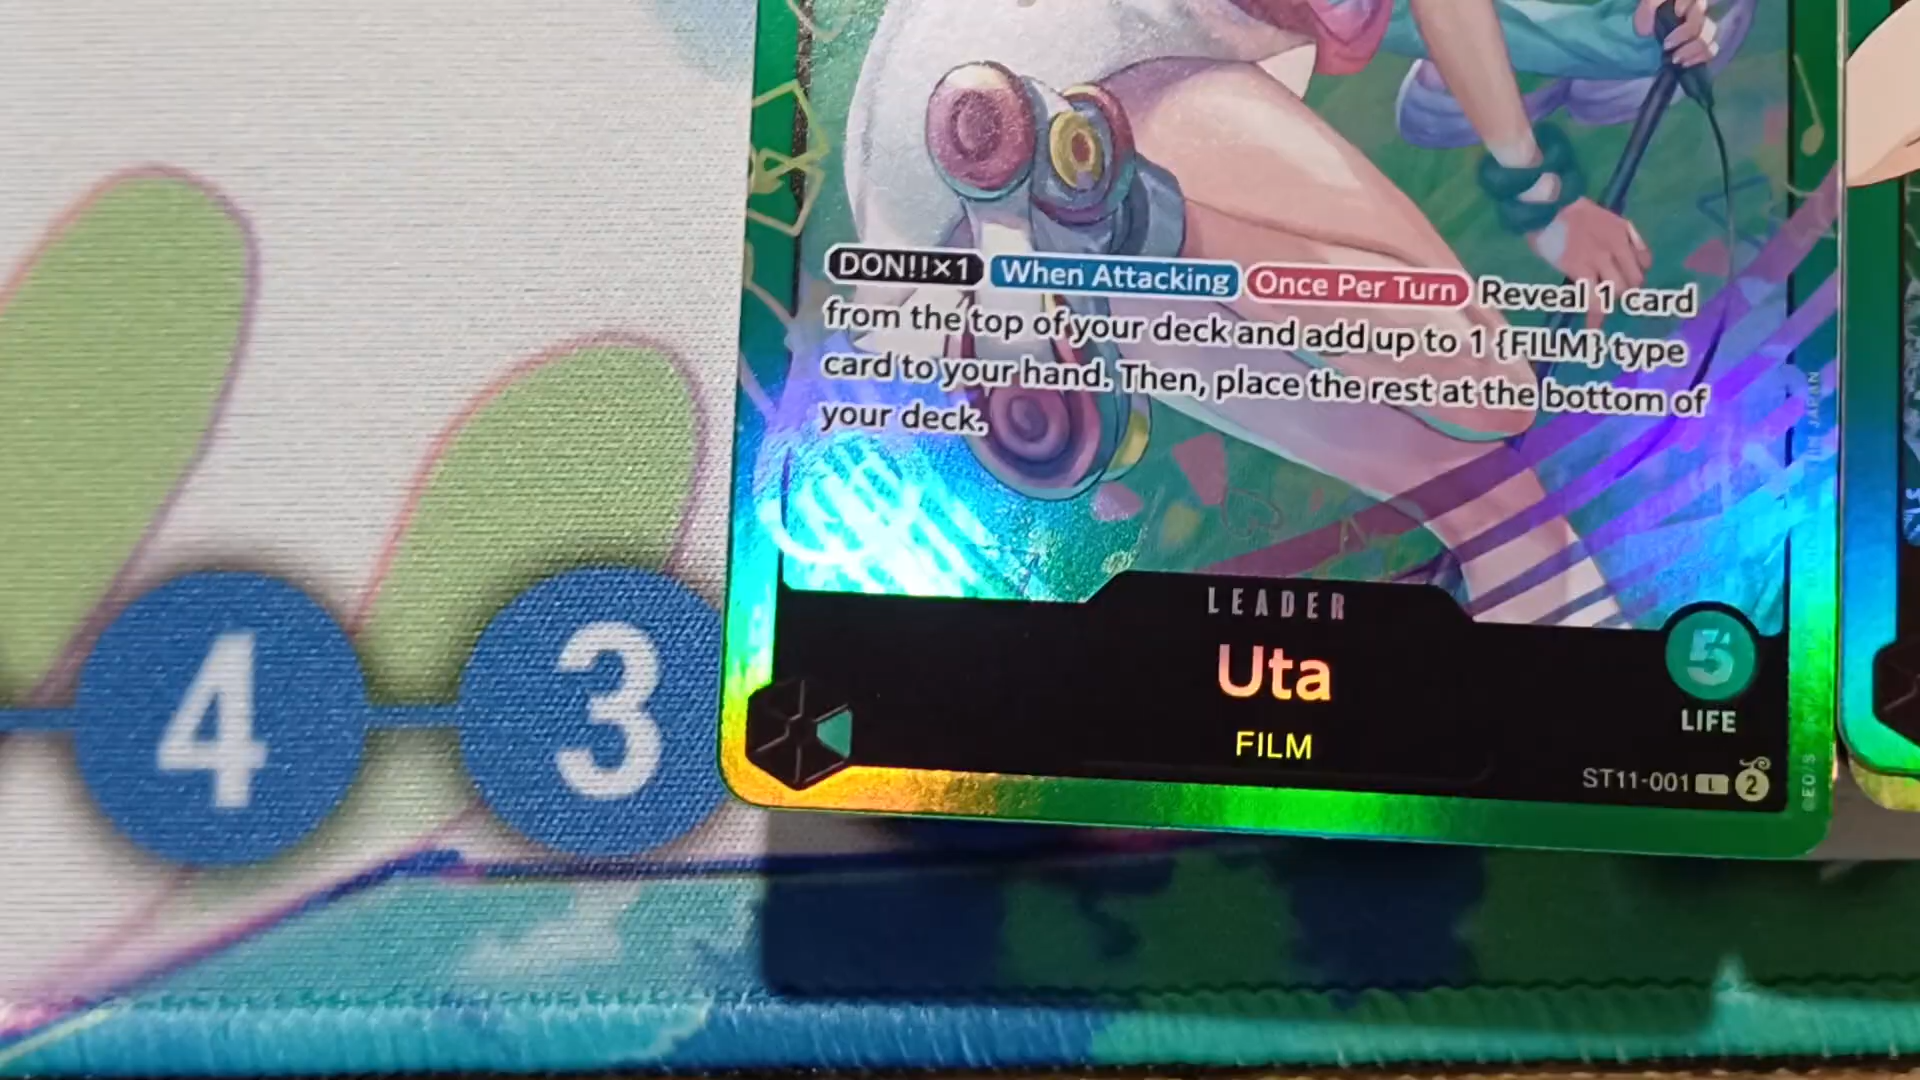 DON!!×1 When Attacking Once Per Turn Reveal 1 card
from the top of your deck and add up to 1 {FILM} type
card to your hand. Then, place the rest at the bottom of
your deck.
LEADER
Uta
FILM
5
LIFE
ST11-001 L 2
4
3